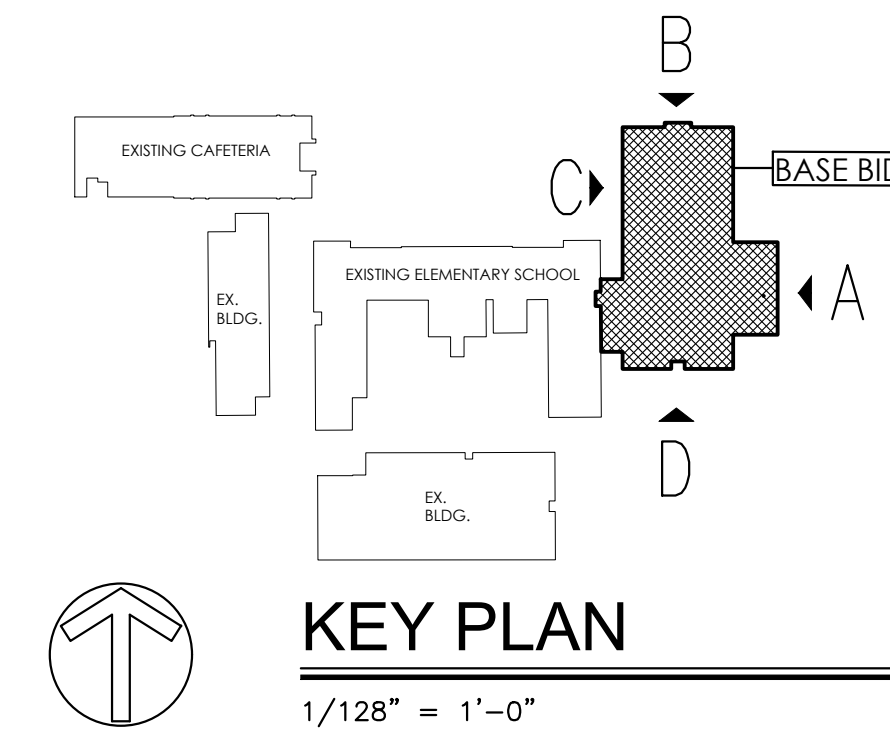 B
EXISTING CAFETERIA
C
BASE BID
EXISTING ELEMENTARY SCHOOL
A
EX.
BLDG.
D
EX.
BLDG.
KEY PLAN
1/128" = 1'-0"